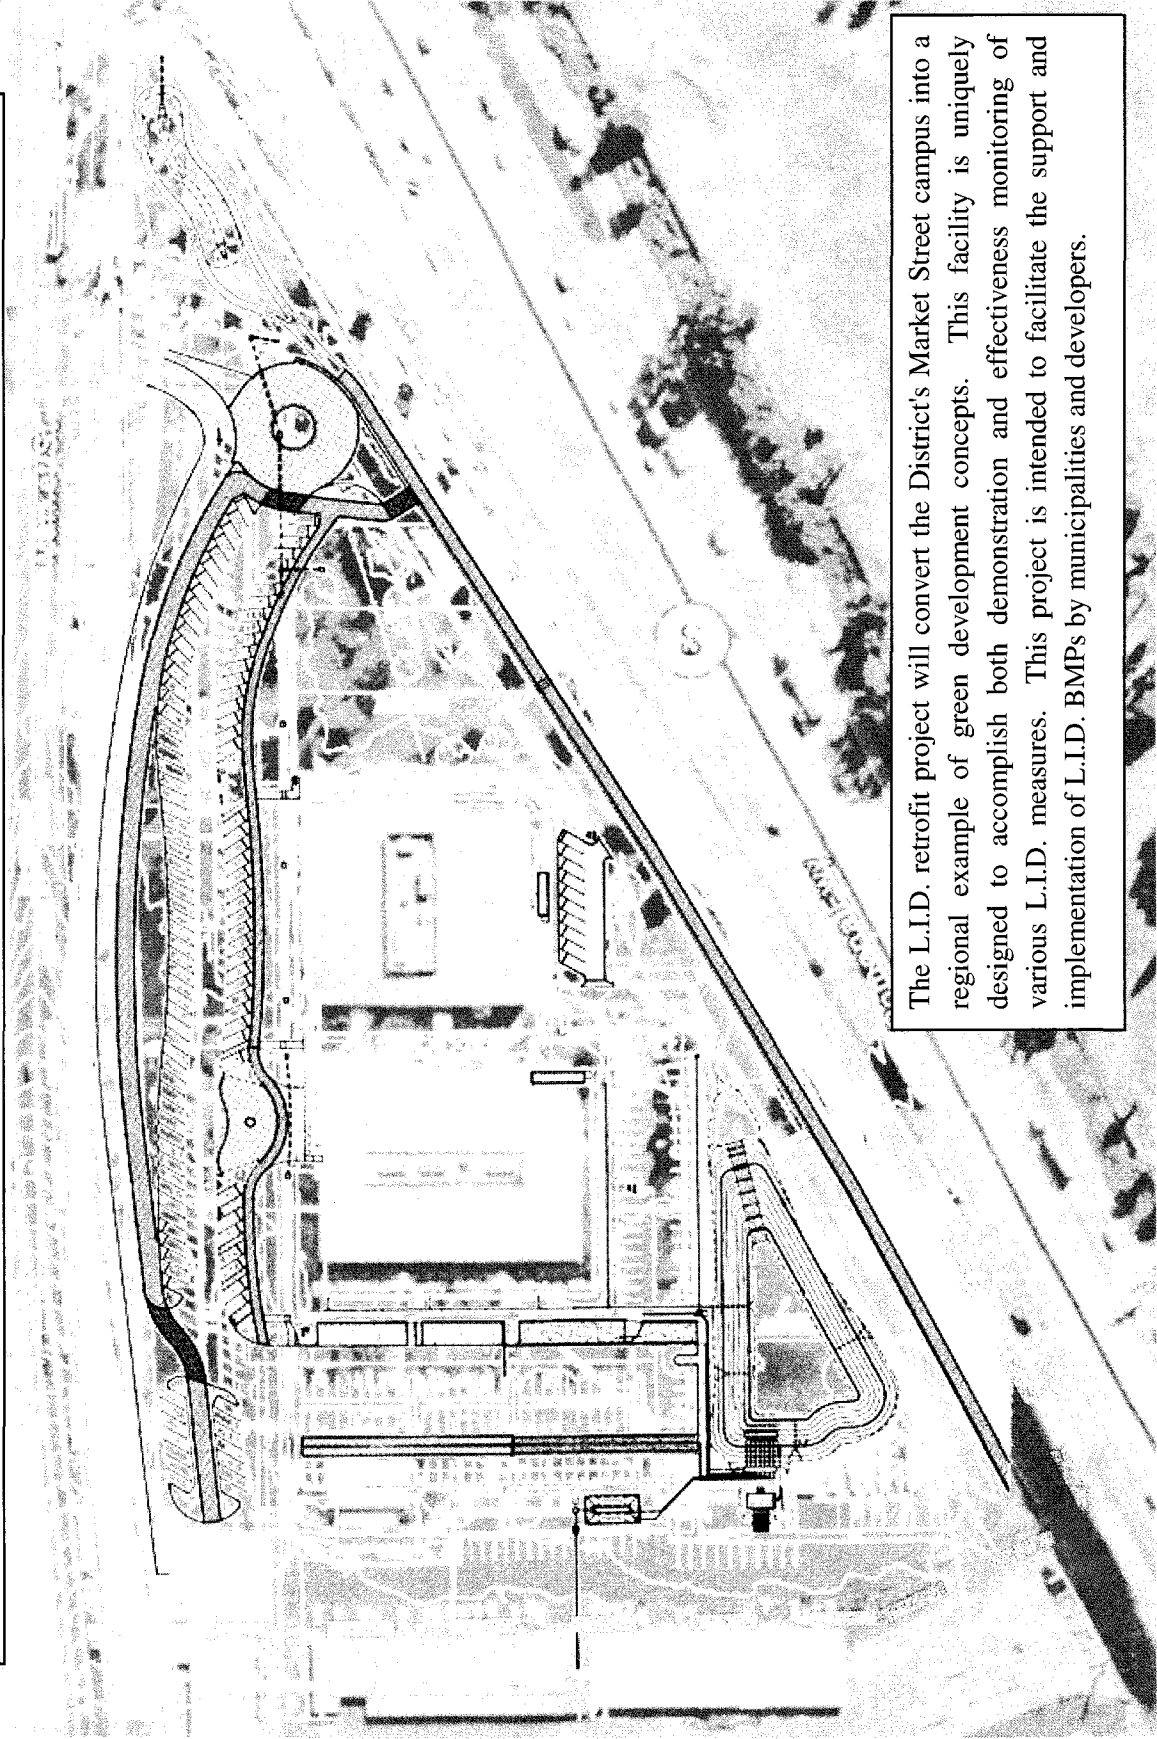 The L.I.D. retrofit project will convert the District's Market Street campus into a
regional example of green development concepts. This facility is uniquely
designed to accomplish both demonstration and effectiveness monitoring of
various L.I.D. measures. This project is intended to facilitate the support and
implementation of L.I.D. BMPs by municipalities and developers.